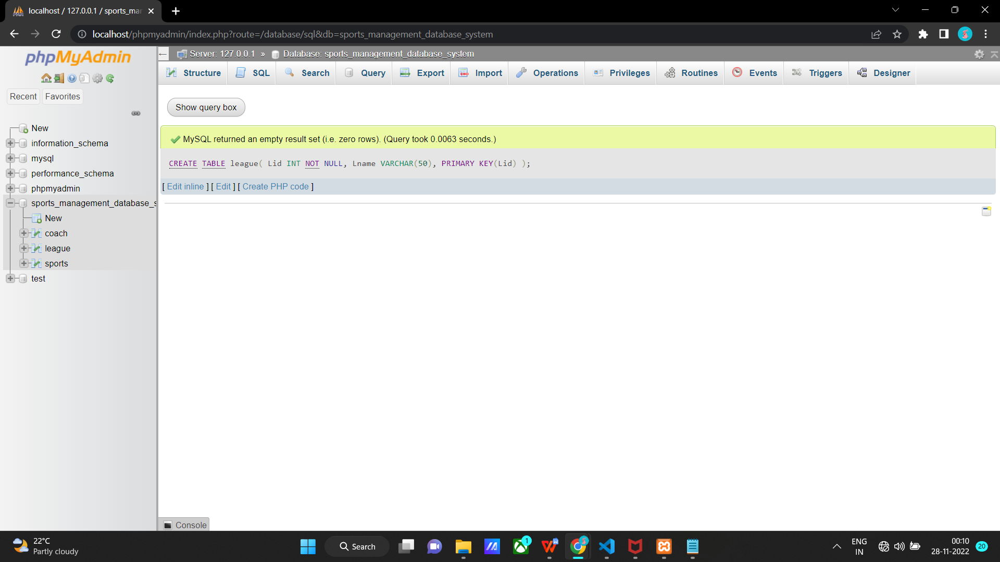 localhost / 127.0.0.1 / sports_mar
localhost/phpmyadmin/index.php?route=/database/sql&db=sports_management_database_system
phpMyAdmin
Recent Favorites
New
information_schema
mysql
performance_schema
phpmyadmin
sports_management_database_s
New
coach
league
sports
test
Server: 127.0.0.1 » Database: sports_management_database_system
Structure SQL Search Query Export Import Operations Privileges Routines Events Triggers Designer
Show query box
MySQL returned an empty result set (i.e. zero rows). (Query took 0.0063 seconds.)
CREATE TABLE league( Lid INT NOT NULL, Lname VARCHAR(50), PRIMARY KEY(Lid) );
[ Edit inline ] [ Edit ] [ Create PHP code ]
Console
22°C
Partly cloudy
Search
1
ENG
IN
00:10
28-11-2022
20